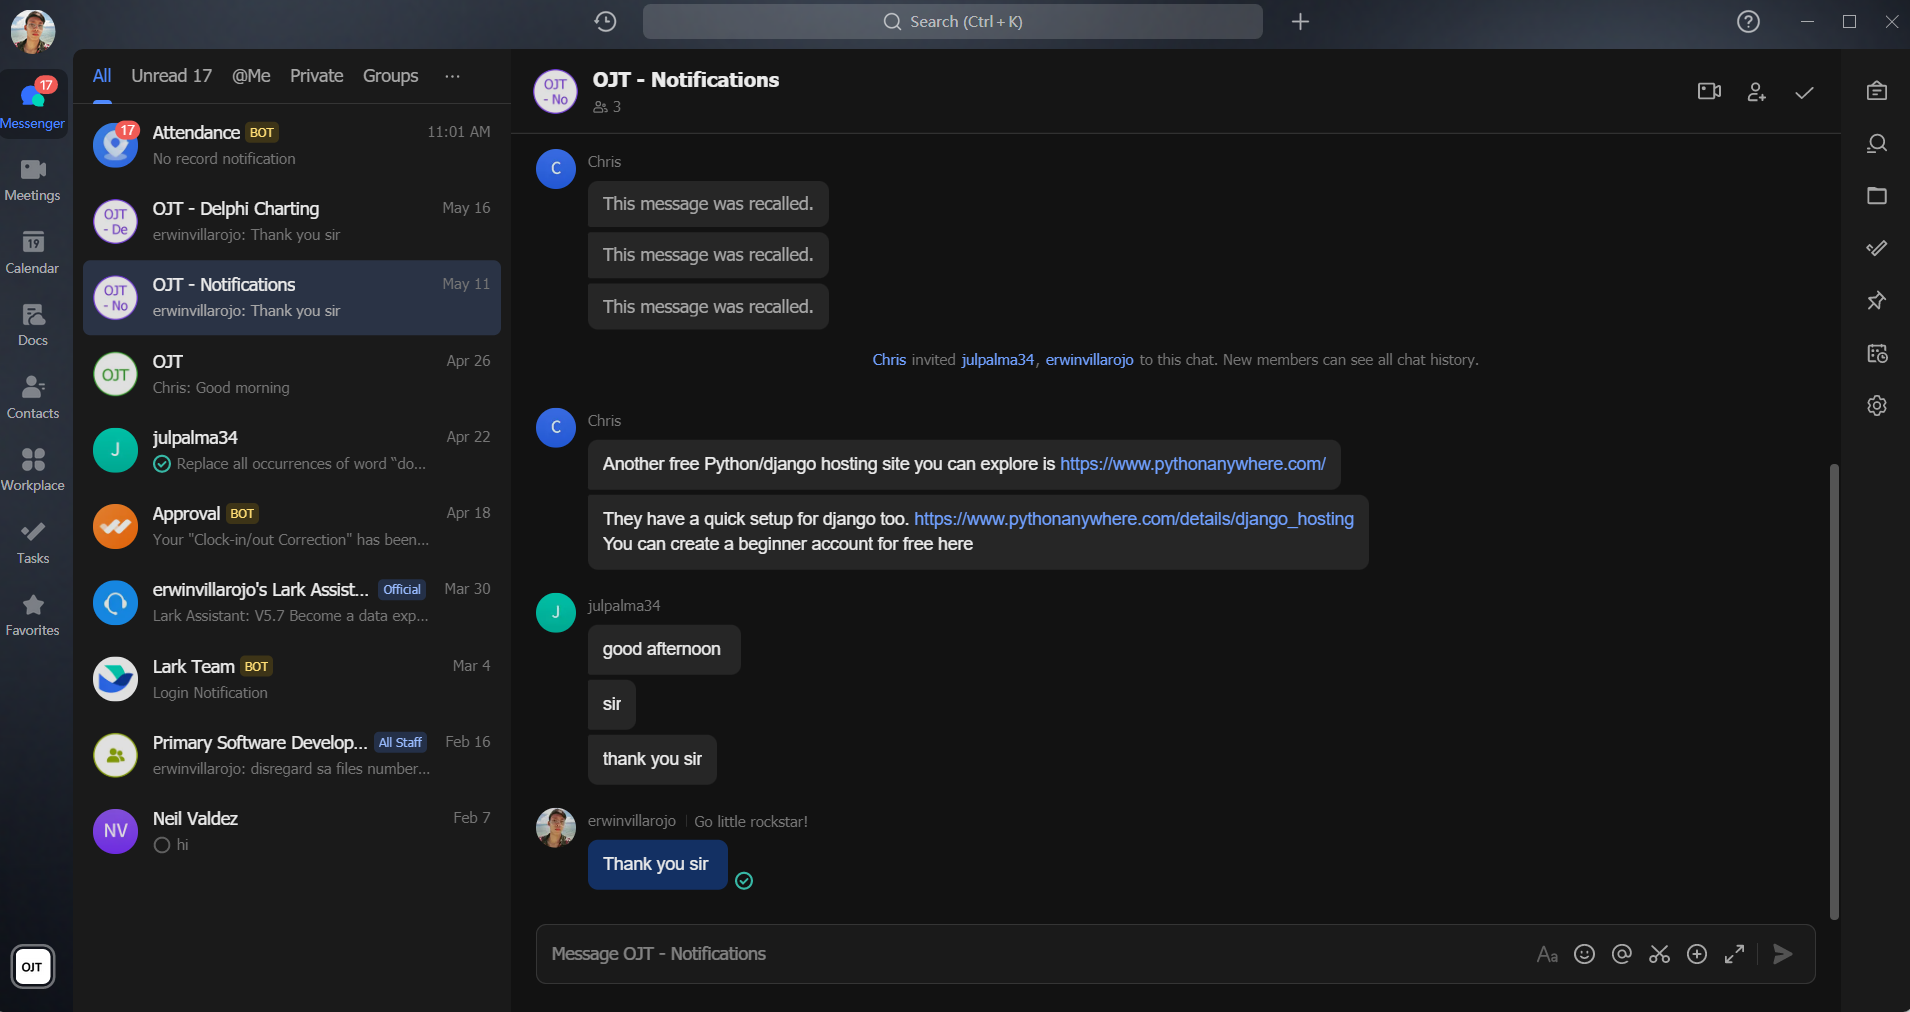 Search (Ctrl + K)
17
Messenger
Meetings
19
Calendar
Docs
Contacts
Workplace
Tasks
Favorites
OJT
All Unread 17 @Me Private Groups ...
17
Attendance BOT 11:01 AM
No record notification
OJT - De
OJT - Delphi Charting May 16
erwinvillarojo: Thank you sir
OJT - No
OJT - Notifications May 11
erwinvillarojo: Thank you sir
OJT
OJT Apr 26
Chris: Good morning
J
julpalma34 Apr 22
Replace all occurrences of word “do...
Approval BOT Apr 18
Your "Clock-in/out Correction" has been...
erwinvillarojo's Lark Assist... Official Mar 30
Lark Assistant: V5.7 Become a data exp...
Lark Team BOT Mar 4
Login Notification
Primary Software Develop... All Staff Feb 16
erwinvillarojo: disregard sa files number...
NV
Neil Valdez Feb 7
hi
OJT - No
OJT - Notifications
3
C
Chris
This message was recalled.
This message was recalled.
This message was recalled.
Chris invited julpalma34, erwinvillarojo to this chat. New members can see all chat history.
C
Chris
Another free Python/django hosting site you can explore is https://www.pythonanywhere.com/
They have a quick setup for django too. https://www.pythonanywhere.com/details/django_hosting
You can create a beginner account for free here
J
julpalma34
good afternoon
sir
thank you sir
erwinvillarojo | Go little rockstar!
Thank you sir
Message OJT - Notifications
Aa